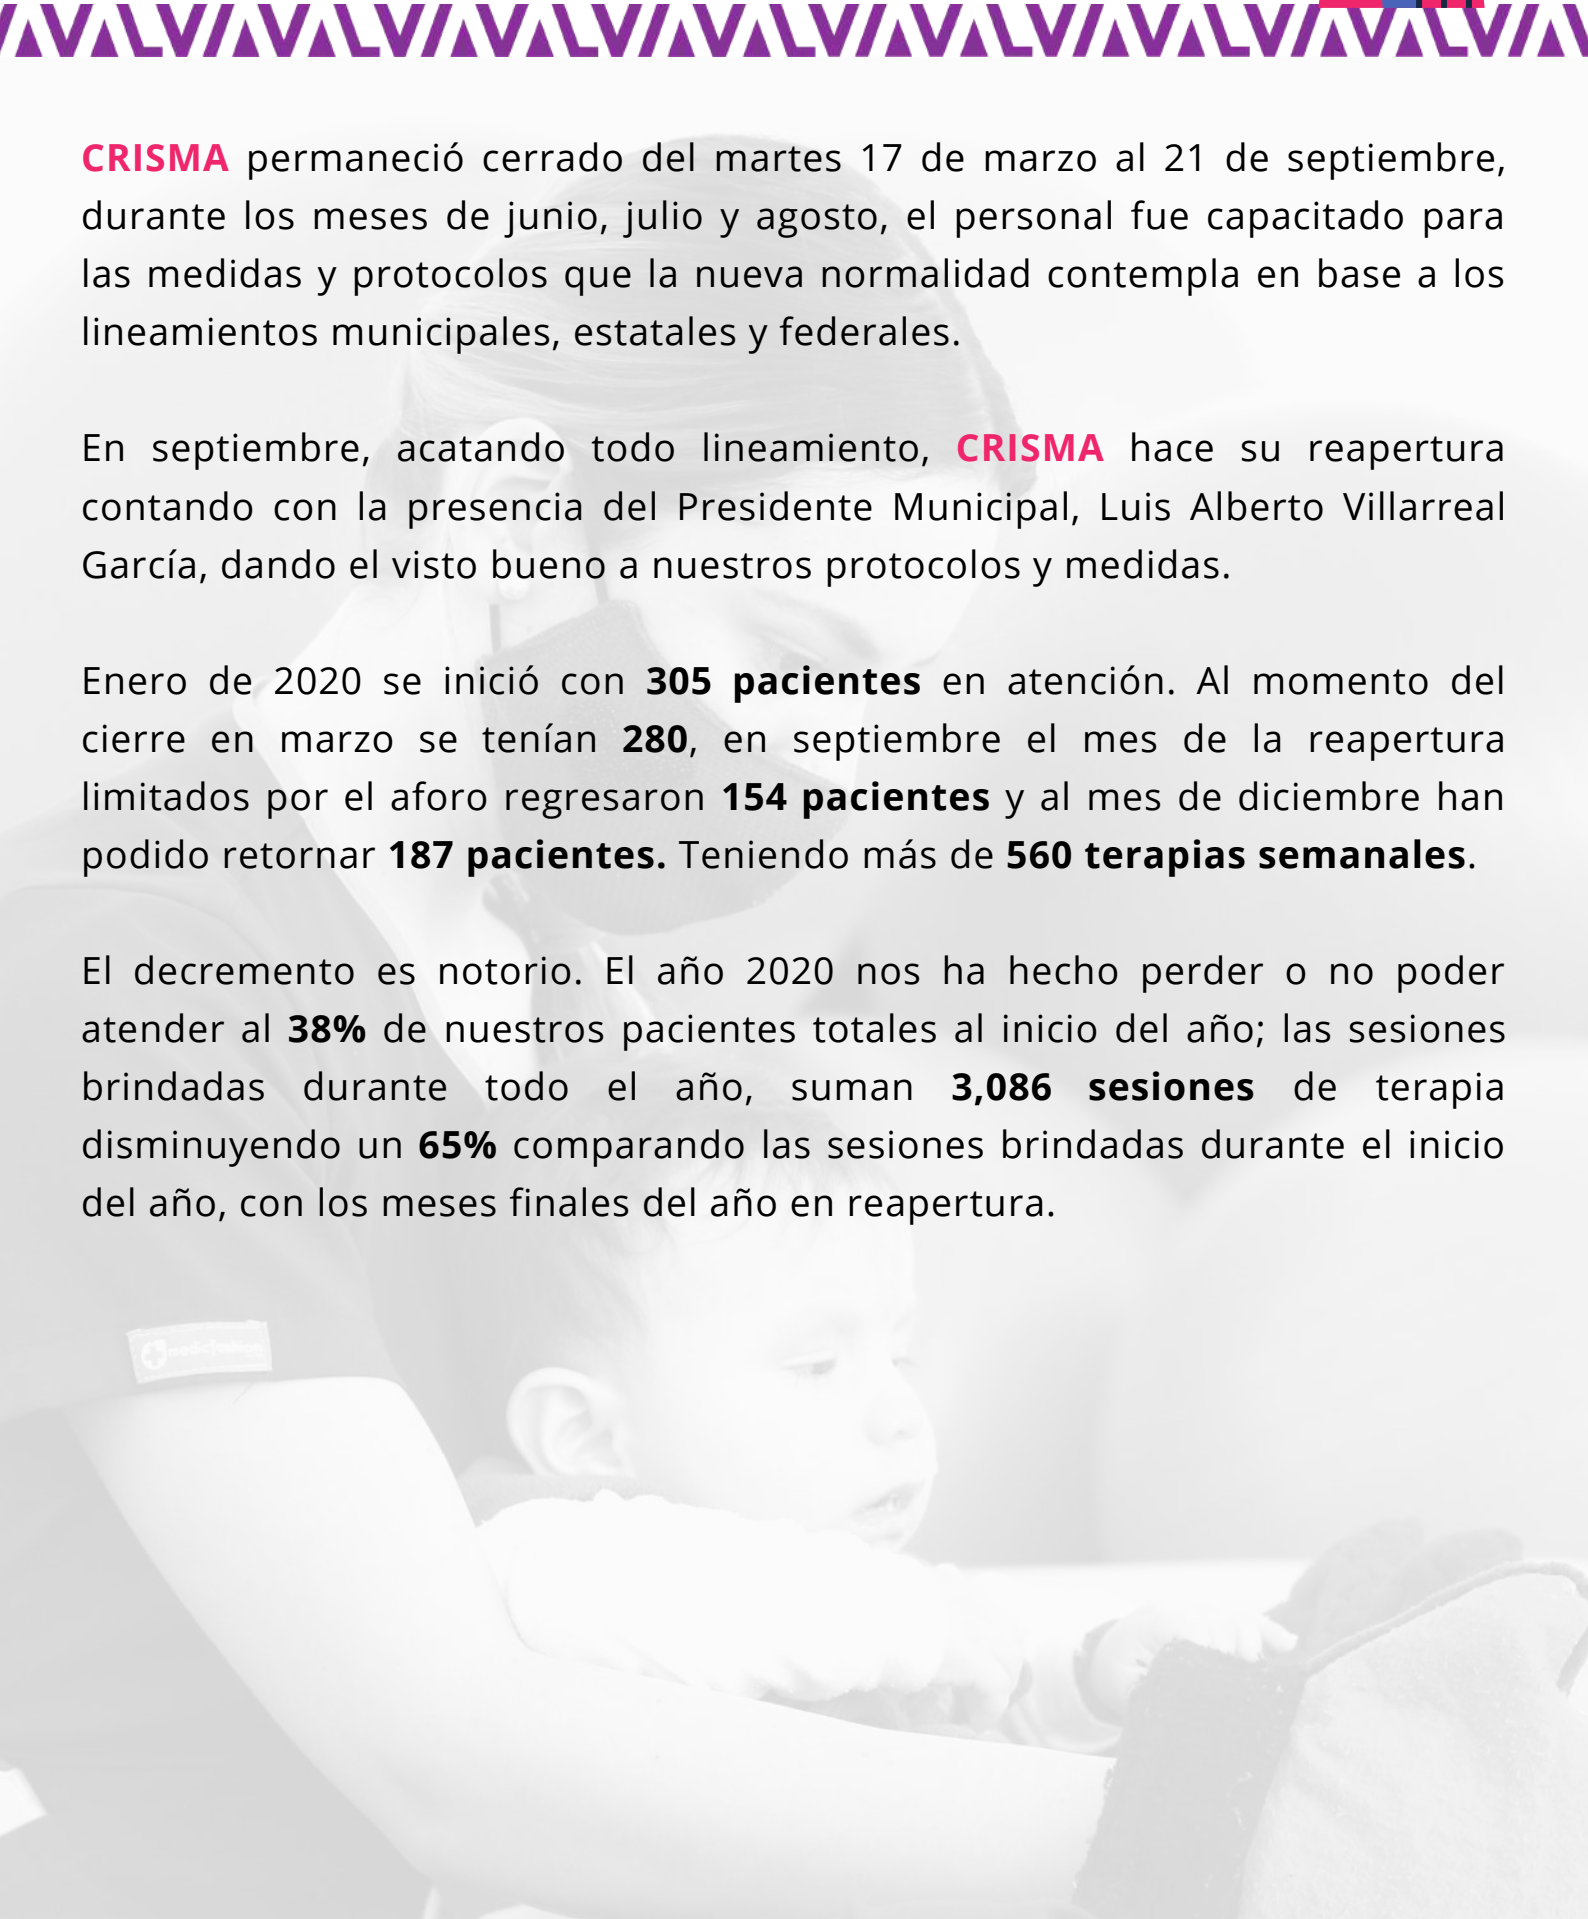 CRISMA permaneció cerrado del martes 17 de marzo al 21 de septiembre,
durante los meses de junio, julio y agosto, el personal fue capacitado para
las medidas y protocolos que la nueva normalidad contempla en base a los
lineamientos municipales, estatales y federales.
En septiembre, acatando todo lineamiento, CRISMA hace su reapertura
contando con la presencia del Presidente Municipal, Luis Alberto Villarreal
García, dando el visto bueno a nuestros protocolos y medidas.
Enero de 2020 se inició con 305 pacientes en atención. Al momento del
cierre en marzo se tenían 280, en septiembre el mes de la reapertura
limitados por el aforo regresaron 154 pacientes y al mes de diciembre han
podido retornar 187 pacientes. Teniendo más de 560 terapias semanales.
El decremento es notorio. El año 2020 nos ha hecho perder o no poder
atender al 38% de nuestros pacientes totales al inicio del año; las sesiones
brindadas durante todo el año, suman 3,086 sesiones de terapia
disminuyendo un 65% comparando las sesiones brindadas durante el inicio
del año, con los meses finales del año en reapertura.